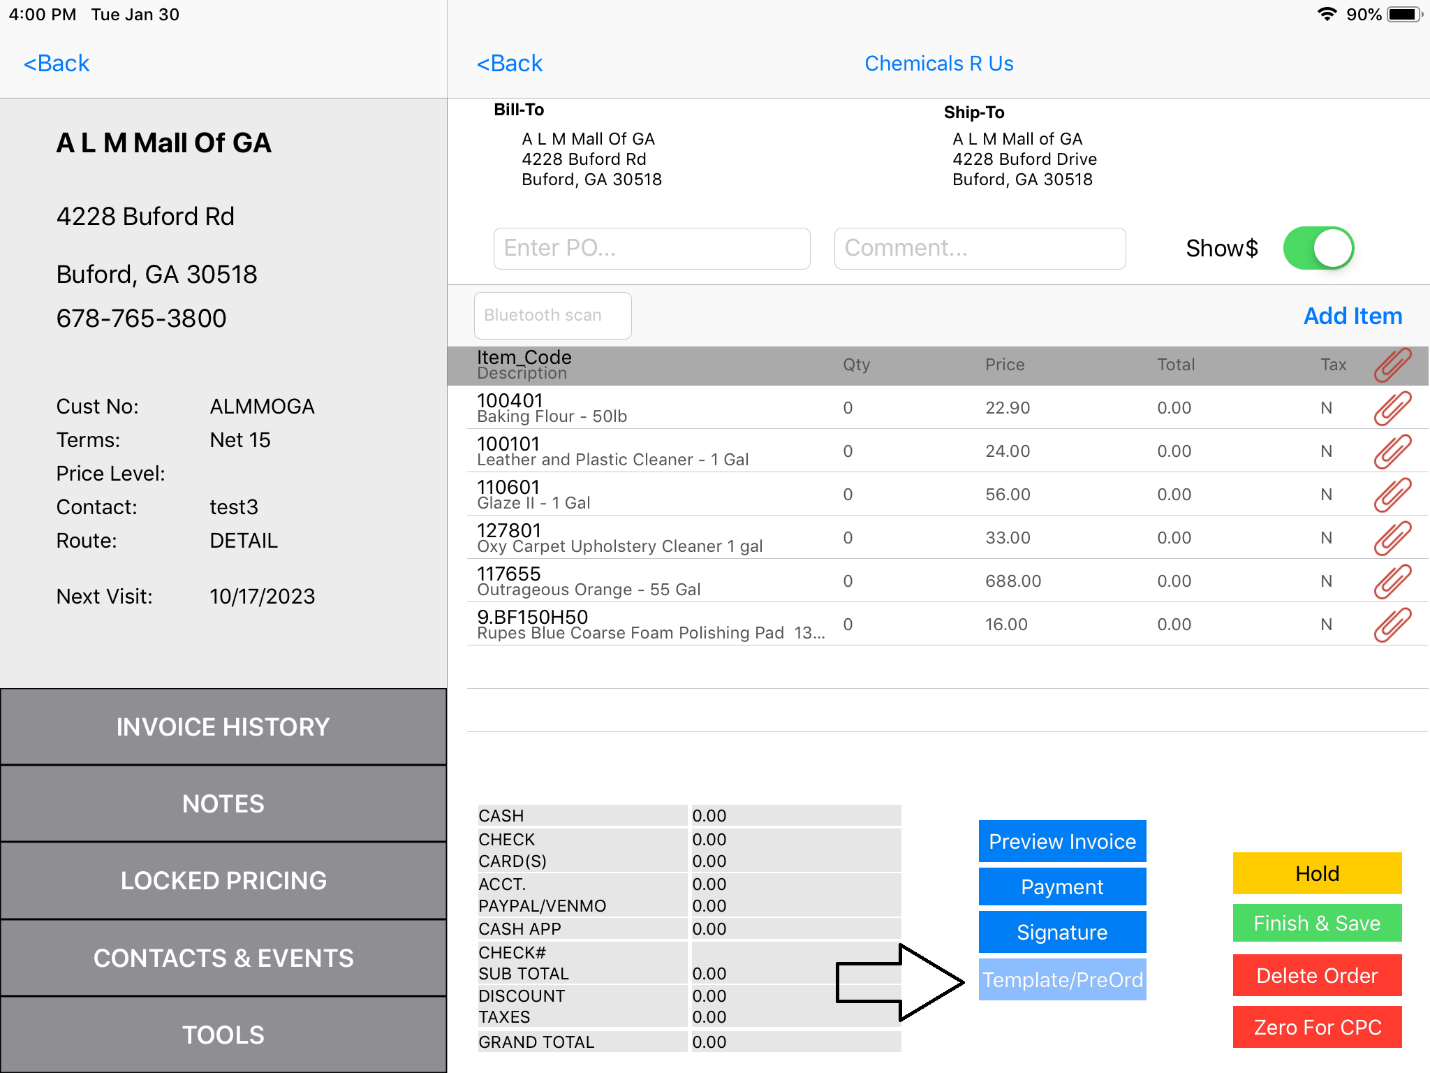 4:00 PM Tue Jan 30
90%
<Back
A L M Mall Of GA
4228 Buford Rd
Buford, GA 30518
678-765-3800
Cust No: ALMMOGA
Terms: Net 15
Price Level:
Contact: test3
Route: DETAIL
Next Visit: 10/17/2023
INVOICE HISTORY
NOTES
LOCKED PRICING
CONTACTS & EVENTS
TOOLS
<Back
Chemicals R Us
Bill-To
A L M Mall Of GA
4228 Buford Rd
Buford, GA 30518
Ship-To
A L M Mall of GA
4228 Buford Drive
Buford, GA 30518
Enter PO...
Comment...
Show$
Bluetooth scan
Add Item
Item_Code
Description
Qty Price Total Tax
100401
Baking Flour - 50lb
0 22.90 0.00 N
100101
Leather and Plastic Cleaner - 1 Gal
0 24.00 0.00 N
110601
Glaze II - 1 Gal
0 56.00 0.00 N
127801
Oxy Carpet Upholstery Cleaner 1 gal
0 33.00 0.00 N
117655
Outrageous Orange - 55 Gal
0 688.00 0.00 N
9.BF150H50
Rupes Blue Coarse Foam Polishing Pad 13...
0 16.00 0.00 N
CASH 0.00
CHECK 0.00
CARD(S) 0.00
ACCT. 0.00
PAYPAL/VENMO 0.00
CASH APP 0.00
CHECK#
SUB TOTAL 0.00
DISCOUNT 0.00
TAXES 0.00
GRAND TOTAL 0.00
Preview Invoice
Payment
Signature
Template/PreOrd
Hold
Finish & Save
Delete Order
Zero For CPC